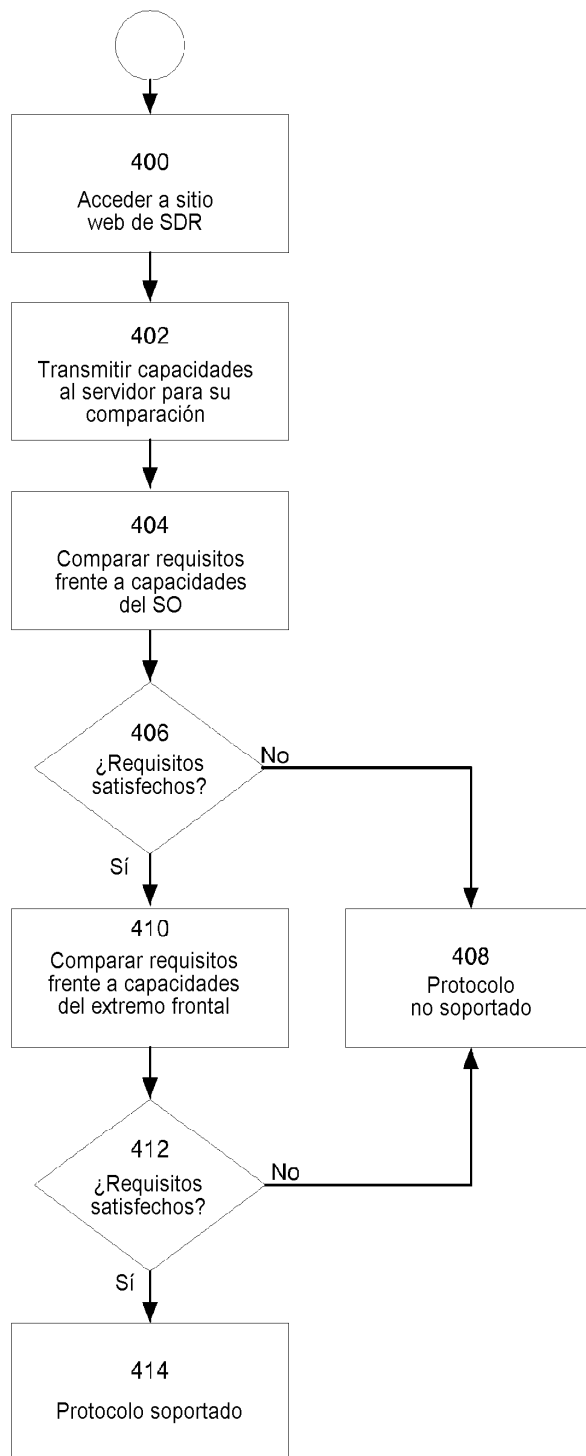 400
Acceder a sitio
web de SDR
402
Transmitir capacidades
al servidor para su
comparación
404
Comparar requisitos
frente a capacidades
del SO
406
¿Requisitos
satisfechos?
No
Sí
410
Comparar requisitos
frente a capacidades
del extremo frontal
408
Protocolo
no soportado
412
¿Requisitos
satisfechos?
No
Sí
414
Protocolo soportado